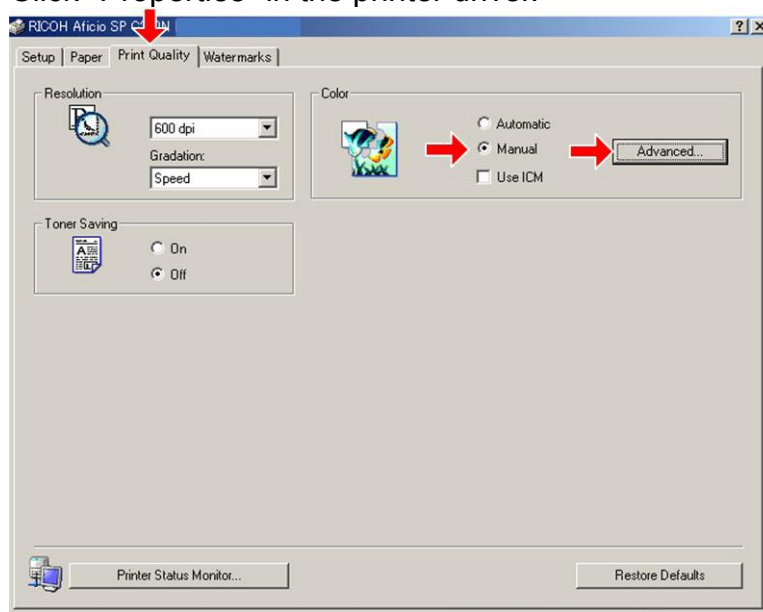 Click "Properties" in the printer driver.
RICOH Aficio SP
Setup
Paper
Print Quality
Watermarks
Resolution
600 dpi
Gradation:
Speed
Color
Automatic
Manual
Use ICM
Advanced...
Toner Saving
On
Off
Printer Status Monitor...
Restore Defaults